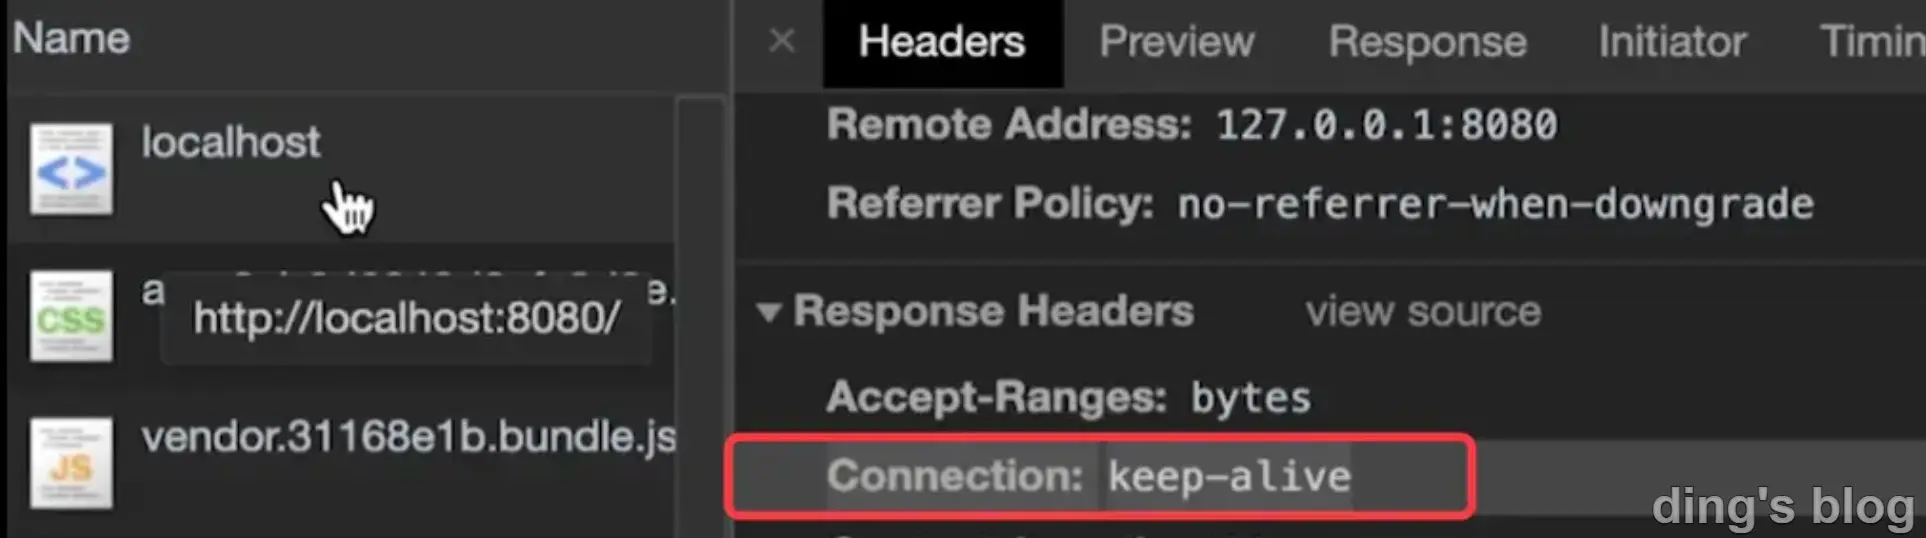 Name
localhost
http://localhost:8080/
CSS
vendor.31168e1b.bundle.js
JS
Headers Preview Response Initiator
Remote Address: 127.0.0.1:8080
Referrer Policy: no-referrer-when-downgrade
Response Headers view source
Accept-Ranges: bytes
Connection: keep-alive
ding's blog